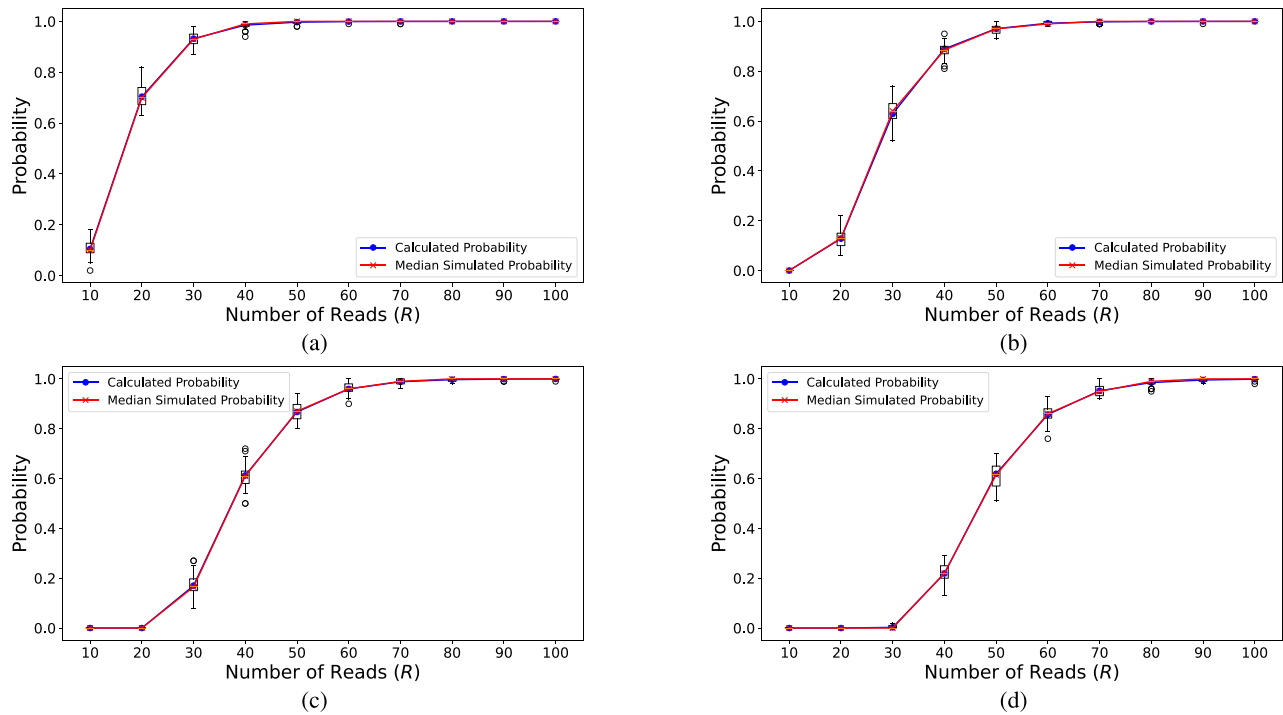 1.0
0.8
0.6
0.4
0.2
0.0
Probability
Calculated Probability
Median Simulated Probability
10 20 30 40 50 60 70 80 90 100
Number of Reads (R)
(a)
1.0
0.8
0.6
0.4
0.2
0.0
Probability
Calculated Probability
Median Simulated Probability
10 20 30 40 50 60 70 80 90 100
Number of Reads (R)
(b)
1.0
0.8
0.6
0.4
0.2
0.0
Probability
Calculated Probability
Median Simulated Probability
10 20 30 40 50 60 70 80 90 100
Number of Reads (R)
(c)
1.0
0.8
0.6
0.4
0.2
0.0
Probability
Calculated Probability
Median Simulated Probability
10 20 30 40 50 60 70 80 90 100
Number of Reads (R)
(d)